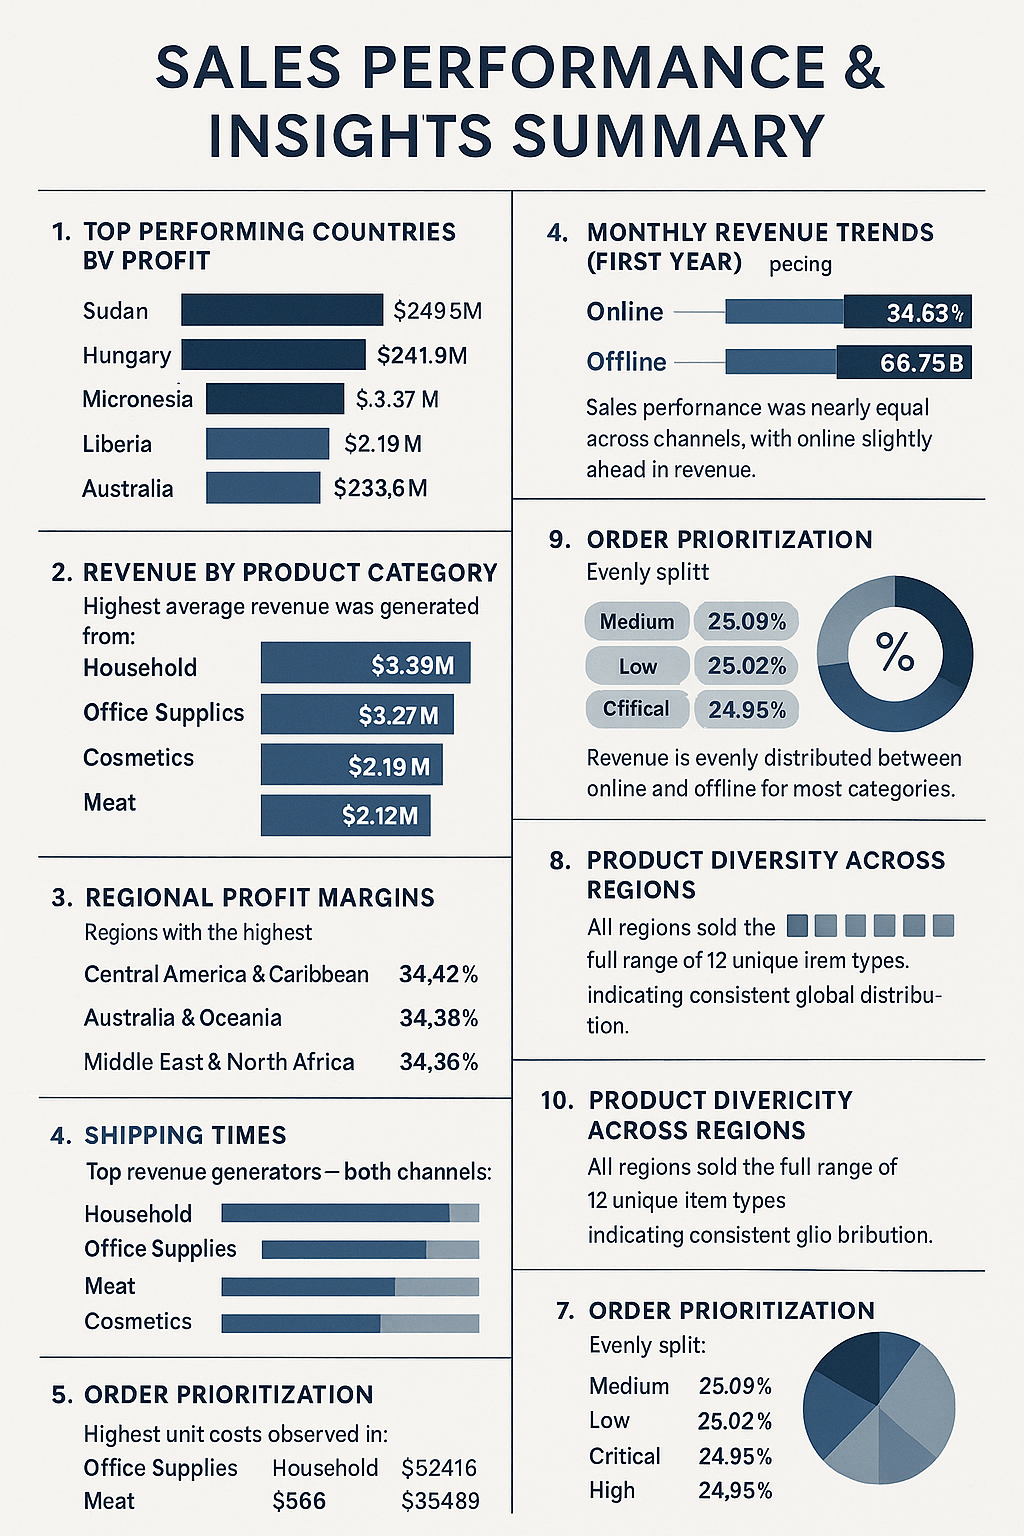 SALES PERFORMANCE &
INSIGHTS SUMMARY
1. TOP PERFORMING COUNTRIES
BV PROFIT
Sudan $2495M
Hungary $241.9M
Micronesia $.3.37 M
Liberia $2.19 M
Australia $233,6 M
2. REVENUE BY PRODUCT CATEGORY
Highest average revenue was generated
from:
Household $3.39M
Office Supplics $3.27 M
Cosmetics $2.19 M
Meat $2.12M
3. REGIONAL PROFIT MARGINS
Regions with the highest
Central America & Caribbean 34,42%
Australia & Oceania 34,38%
Middle East & North Africa 34,36%
4. SHIPPING TIMES
Top revenue generators – both channels:
Household
Office Supplies
Meat
Cosmetics
5. ORDER PRIORITIZATION
Highest unit costs observed in:
Office Supplies Household $52416
Meat $566 $35489
4. MONTHLY REVENUE TRENDS
(FIRST YEAR) pecing
Online 34.63%
Offline 66.75 B
Sales perfornance was nearly equal
across channels, with online slightly
ahead in revenue.
9. ORDER PRIORITIZATION
Evenly splitt
Medium 25.09%
Low 25.02%
Cfifical 24.95%
%
Revenue is evenly distributed between
online and offline for most categories.
8. PRODUCT DIVERSITY ACROSS
REGIONS
All regions sold the
full range of 12 unique irem types.
indicating consistent global distribu-
tion.
10. PRODUCT DIVERICITY
ACROSS REGIONS
All regions sold the full range of
12 unique item types
indicating consistent glio bribution.
7. ORDER PRIORITIZATION
Evenly split:
Medium 25.09%
Low 25.02%
Critical 24.95%
High 24,95%